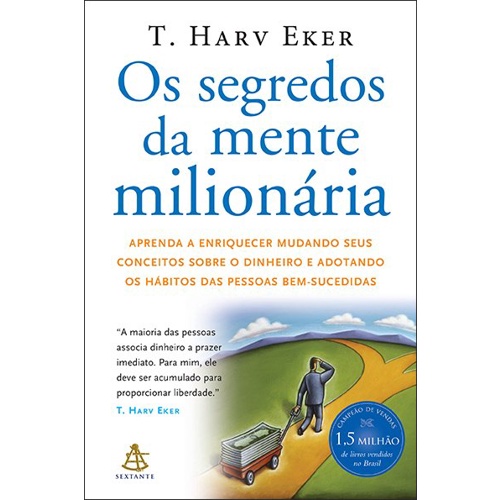 T. HARV EKER
Os segredos
da mente
milionária
APRENDA A ENRIQUECER MUDANDO SEUS
CONCEITOS SOBRE O DINHEIRO E ADOTANDO
OS HÁBITOS DAS PESSOAS BEM-SUCEDIDAS
“A maioria das pessoas
associa dinheiro a prazer
imediato. Para mim, ele
deve ser acumulado para
proporcionar liberdade.”
T. HARV EKER
SEXTANTE
CAMPEÃO DE VENDAS
1,5 MILHÃO
de livros vendidos
no Brasil